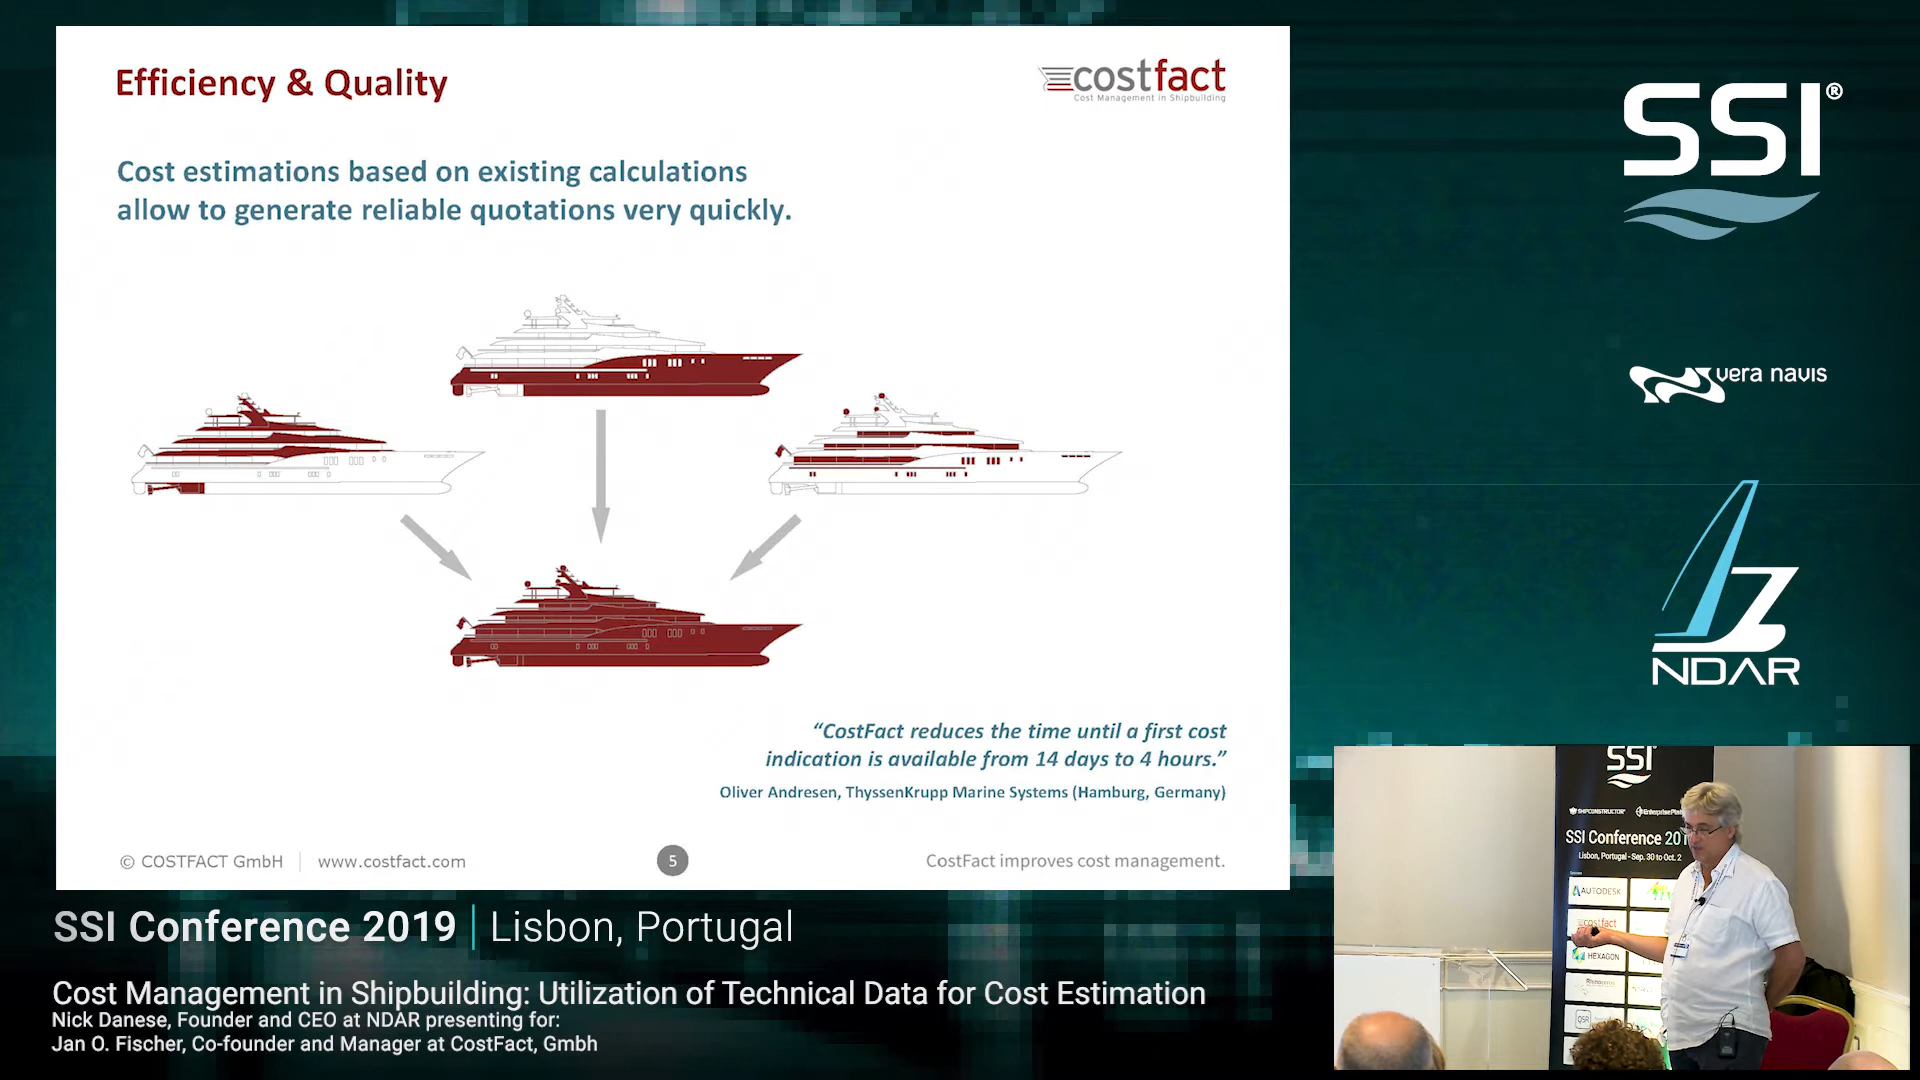 Efficiency & Quality
costfact
Cost Management in Shipbuilding
Cost estimations based on existing calculations
allow to generate reliable quotations very quickly.
“CostFact reduces the time until a first cost
indication is available from 14 days to 4 hours.”
Oliver Andresen, ThyssenKrupp Marine Systems (Hamburg, Germany)
© COSTFACT GmbH | www.costfact.com
5
CostFact improves cost management.
SSI®
vera navis
NDAR
SSI Conference 2019 | Lisbon, Portugal
Cost Management in Shipbuilding: Utilization of Technical Data for Cost Estimation
Nick Danese, Founder and CEO at NDAR presenting for:
Jan O. Fischer, Co-founder and Manager at CostFact, Gmbh
SSI
SHIPCONSTRUCTOR
SSI Conference 201
Lisbon, Portugal - Sep. 30 to Oct. 2
AUTODESK
costfact
HEXAGON
QSR